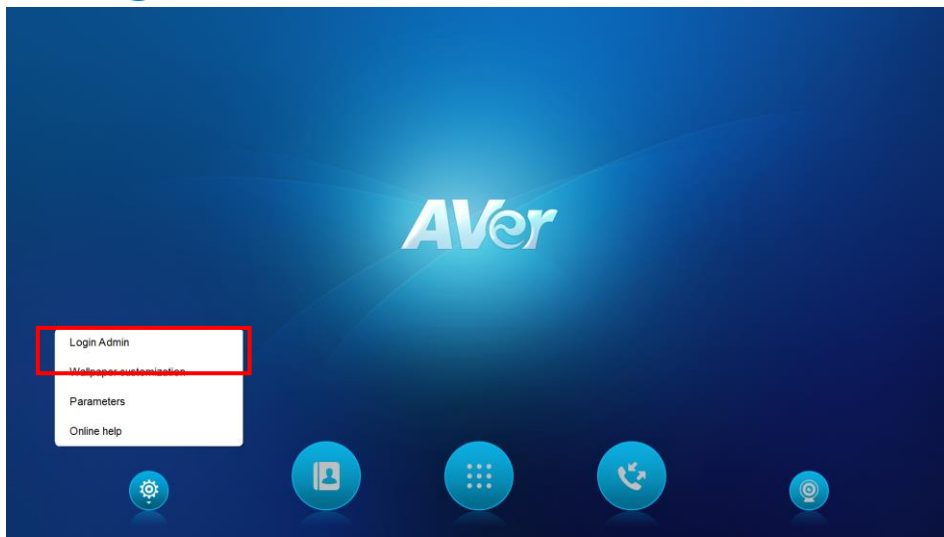 AVer
Login Admin
Wallpaper customization
Parameters
Online help